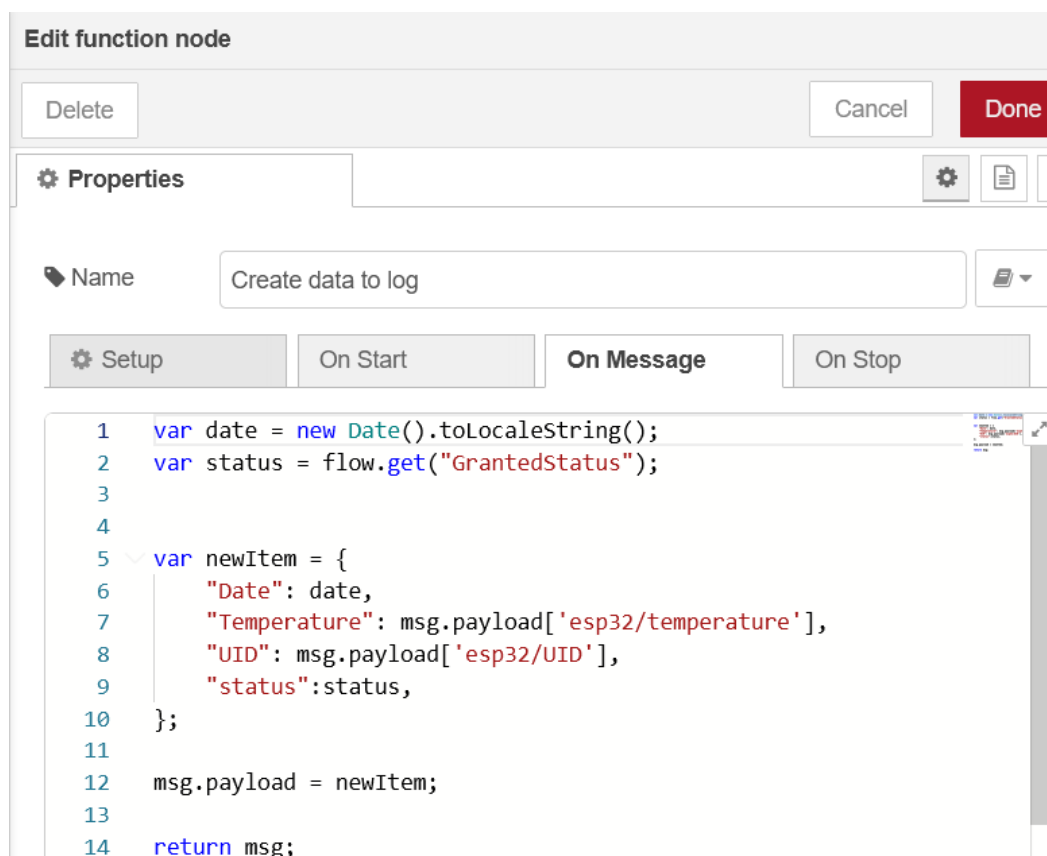 Edit function node
Delete
Cancel
Done
Properties
Name
Create data to log
Setup
On Start
On Message
On Stop
1 var date = new Date().toLocaleString();
2 var status = flow.get("GrantedStatus");
3
4
5 var newItem = {
6 "Date": date,
7 "Temperature": msg.payload['esp32/temperature'],
8 "UID": msg.payload['esp32/UID'],
9 "status":status,
10 };
11
12 msg.payload = newItem;
13
14 return msg;